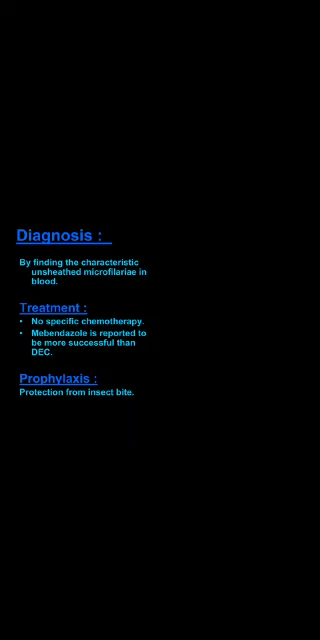 Diagnosis :
By finding the characteristic
unsheathed microfilariae in
blood.
Treatment :
• No specific chemotherapy.
• Mebendazole is reported to
be more successful than
DEC.
Prophylaxis :
Protection from insect bite.